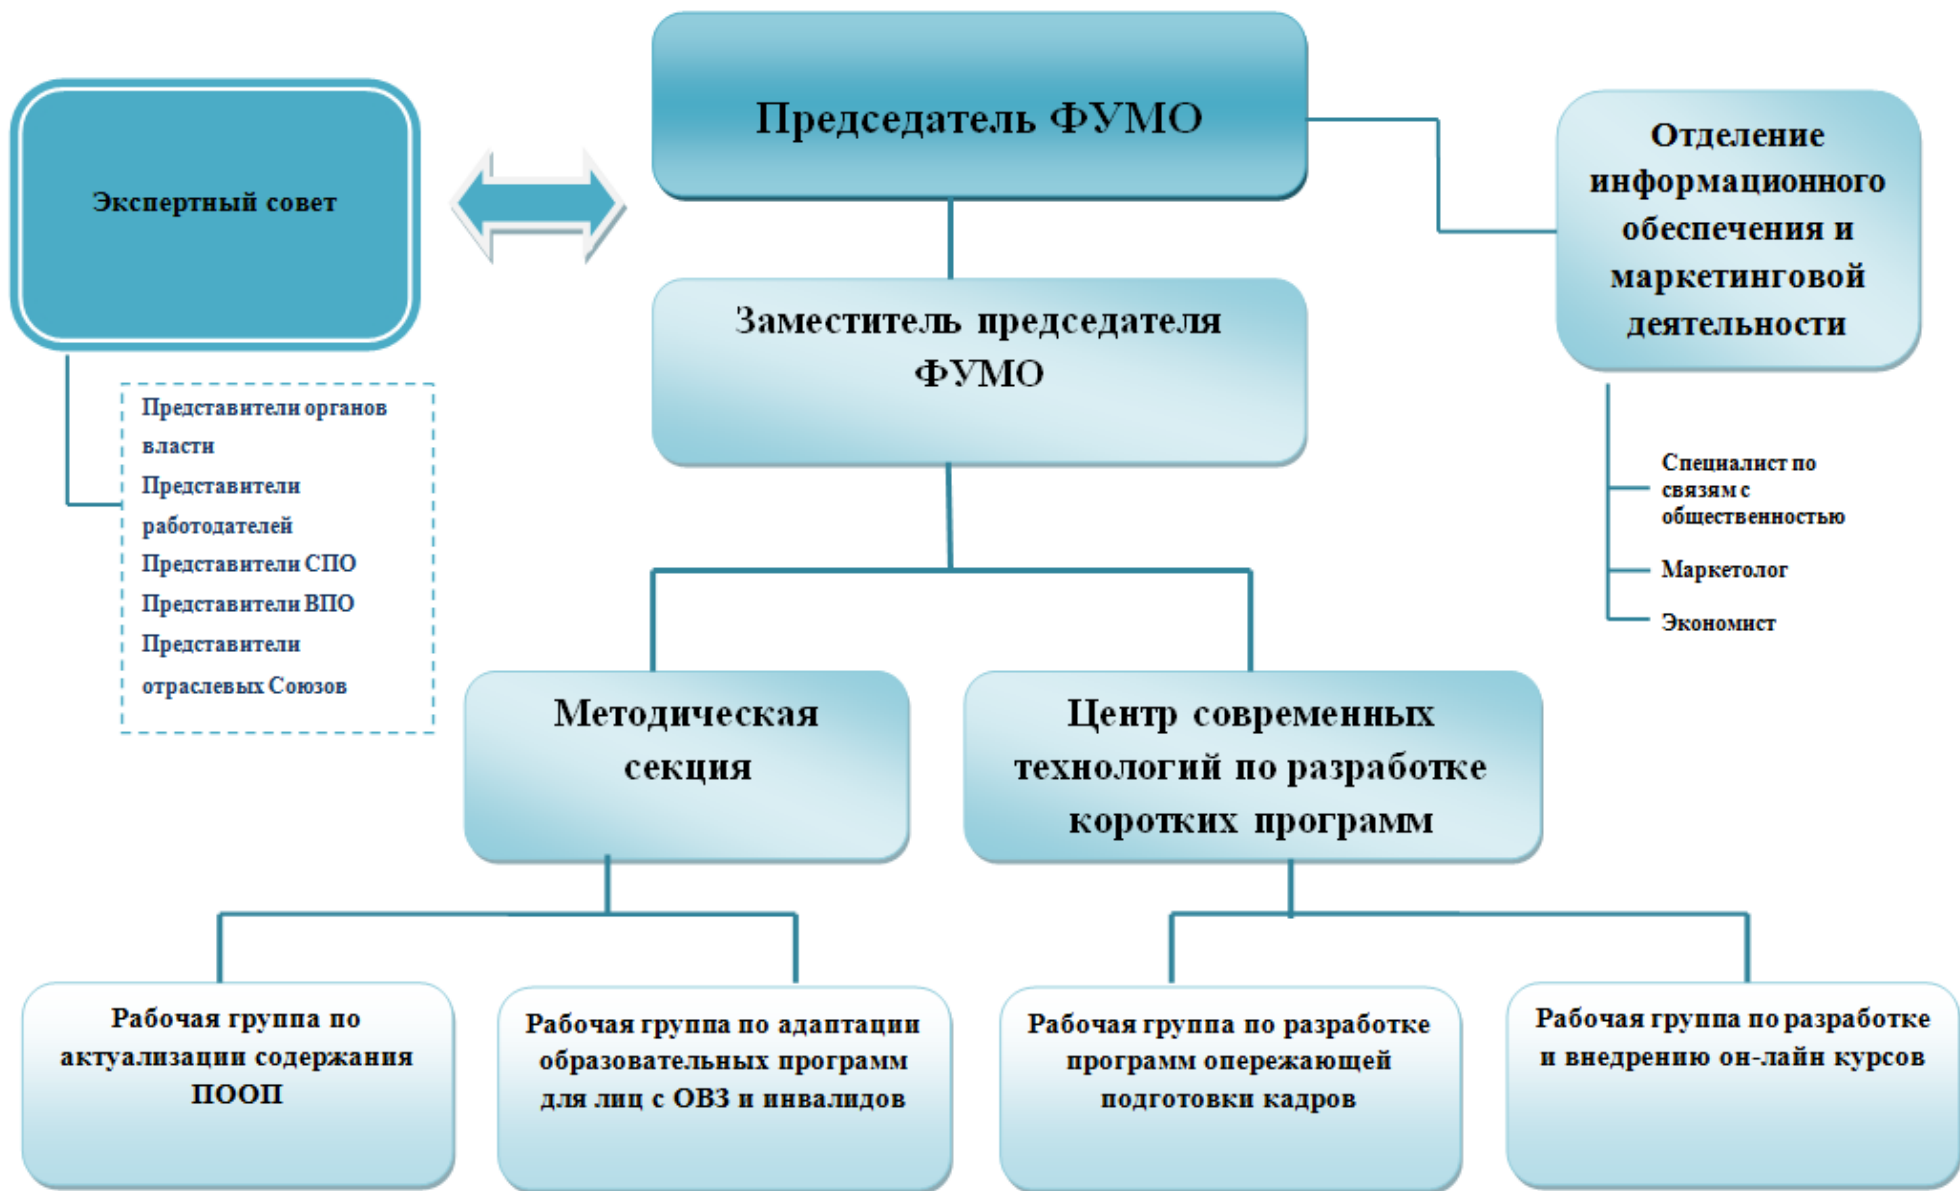 Председатель ФУМО
Экспертный совет
Отделение
информационного
обеспечения и
маркетинговой
деятельности
Заместитель председателя
ФУМО
Представители органов
власти
Представители
работодателей
Представители СПО
Представители ВПО
Представители
отраслевых Союзов
Специалист по
связям с
общественностью
Маркетолог
Экономист
Методическая
секция
Центр современных
технологий по разработке
коротких программ
Рабочая группа по
актуализации содержания
ПООП
Рабочая группа по адаптации
образовательных программ
для лиц с ОВЗ и инвалидов
Рабочая группа по разработке
программ опережающей
подготовки кадров
Рабочая группа по разработке
и внедрению он-лайн курсов